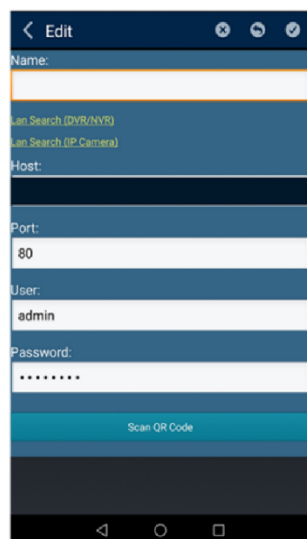 Edit
Name:
Lan Search (DVR/NVR)
Lan Search (IP Camera)
Host:
Port:
80
User:
admin
Password:
••••••••
Scan QR Code